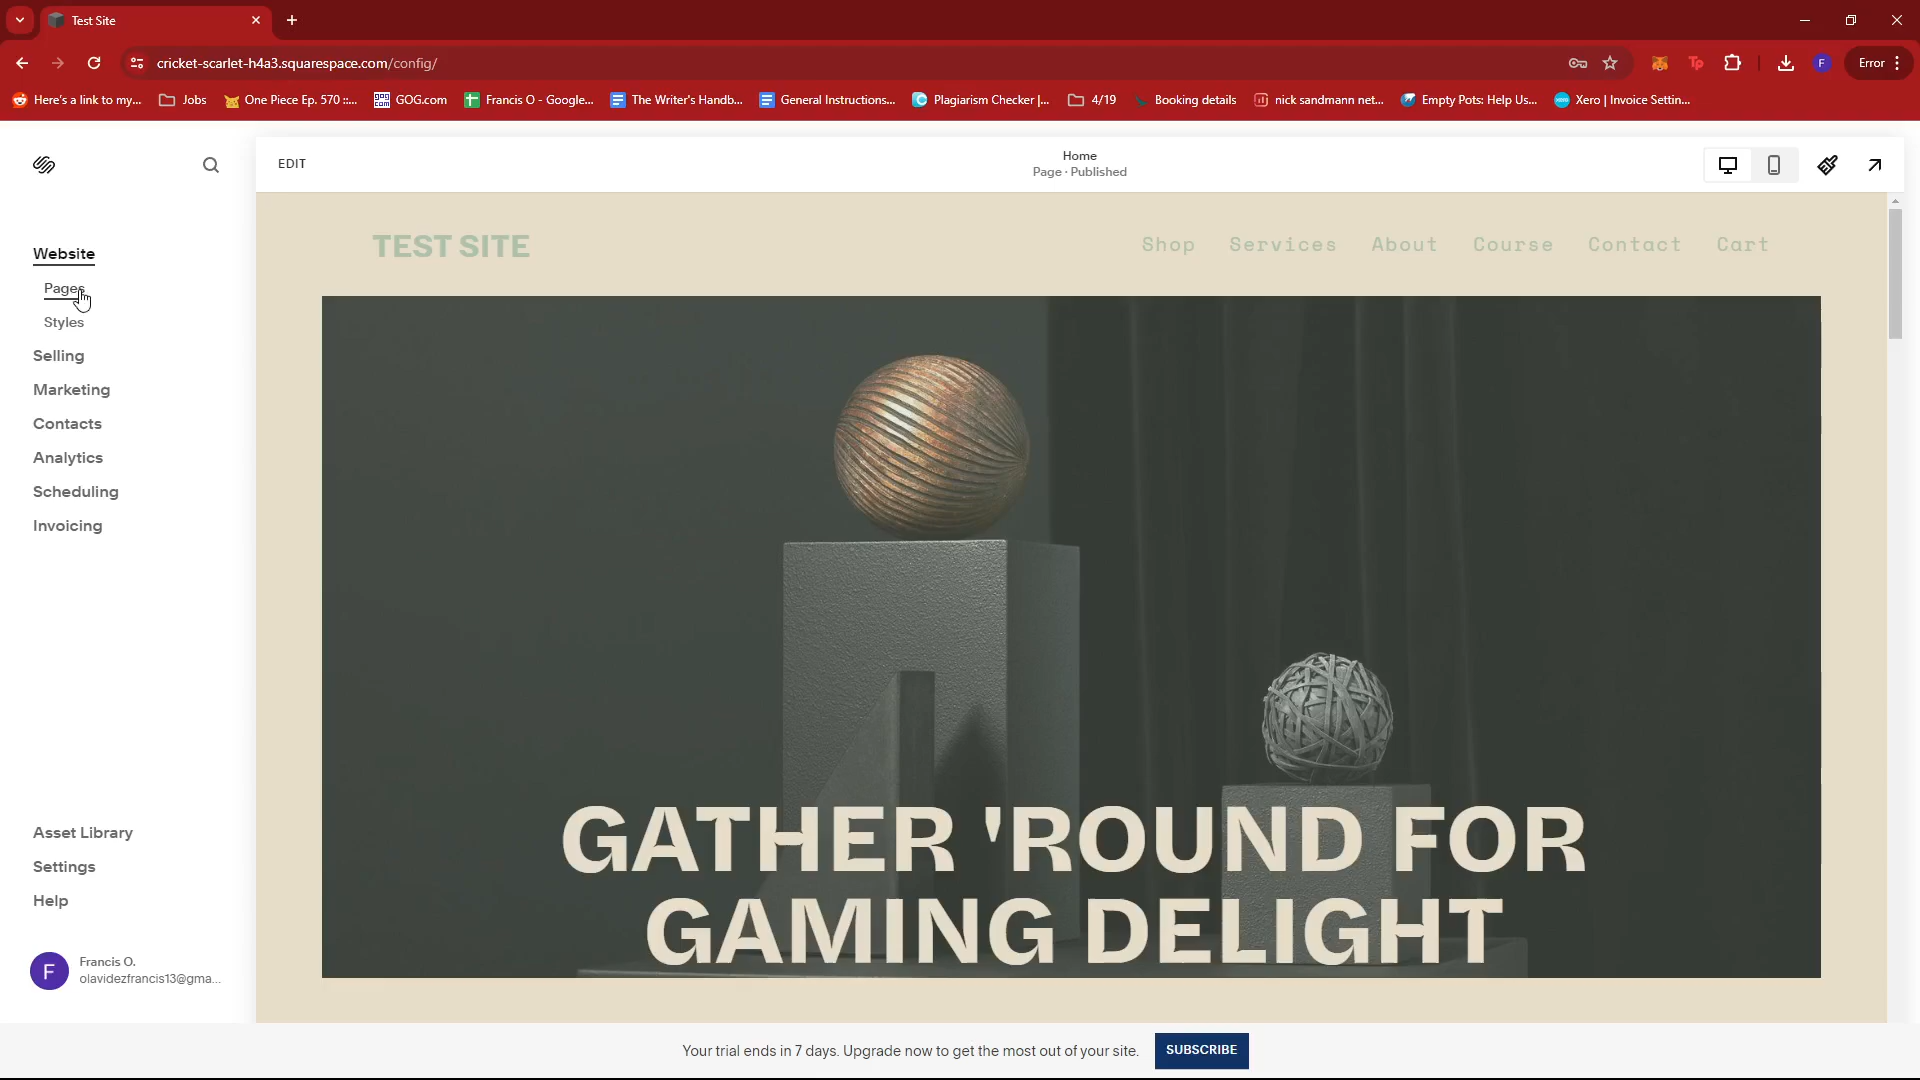 Test Site
cricket-scarlet-h4a3.squarespace.com/config/
F
Error
Here's a link to my...
Jobs
One Piece Ep. 570 ::...
GOG.com
Francis O - Google...
The Writer's Handb...
General Instructions...
Plagiarism Checker |...
4/19
Booking details
nick sandmann net...
Empty Pots: Help Us...
Xero | Invoice Settin...
EDIT
Home
Page · Published
Website
Pages
Styles
Selling
Marketing
Contacts
Analytics
Scheduling
Invoicing
Asset Library
Settings
Help
F
Francis O.
olavidezfrancis13@gma...
TEST SITE
Shop Services About Course Contact Cart
GATHER 'ROUND FOR
GAMING DELIGHT
Your trial ends in 7 days. Upgrade now to get the most out of your site.
SUBSCRIBE